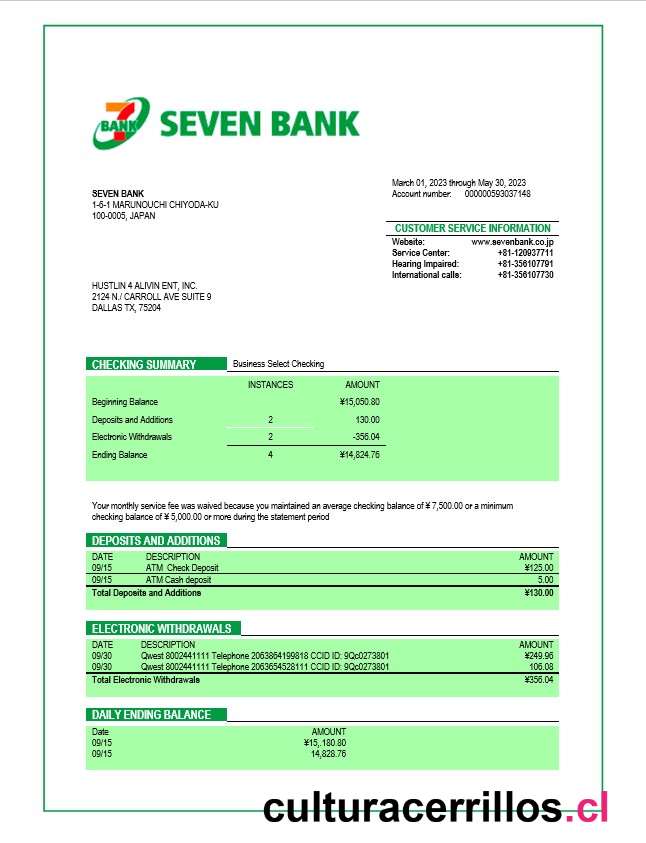 7
BANK
SEVEN BANK
March 01, 2023 through May 30, 2023
Account number: 000000593037148
SEVEN BANK
1-6-1 MARUNOUCHI CHIYODA-KU
100-0005, JAPAN
CUSTOMER SERVICE INFORMATION
Website: www.sevenbank.co.jp
Service Center: +81-120937711
Hearing Impaired: +81-356107791
International calls: +81-356107730
HUSTLIN 4 ALIVIN ENT, INC.
2124 N./ CARROLL AVE SUITE 9
DALLAS TX, 75204
CHECKING SUMMARY Business Select Checking
INSTANCES AMOUNT
Beginning Balance ¥15,050.80
Deposits and Additions 2 130.00
Electronic Withdrawals 2 -356.04
Ending Balance 4 ¥14,824.76
Your monthly service fee was waived because you maintained an average checking balance of ¥ 7,500.00 or a minimum
checking balance of ¥ 5,000.00 or more during the statement period
DEPOSITS AND ADDITIONS
DATE DESCRIPTION AMOUNT
09/15 ATM Check Deposit ¥125.00
09/15 ATM Cash deposit 5.00
Total Deposits and Additions ¥130.00
ELECTRONIC WITHDRAWALS
DATE DESCRIPTION AMOUNT
09/30 Qwest 8002441111 Telephone 2063864199818 CCID ID: 9Qc0273801 ¥249.96
09/30 Qwest 8002441111 Telephone 2063654528111 CCID ID: 9Qc0273801 106.08
Total Electronic Withdrawals ¥356.04
DAILY ENDING BALANCE
Date AMOUNT
09/15 ¥15,.180.80
09/15 14,828.76
culturacerrillos.cl